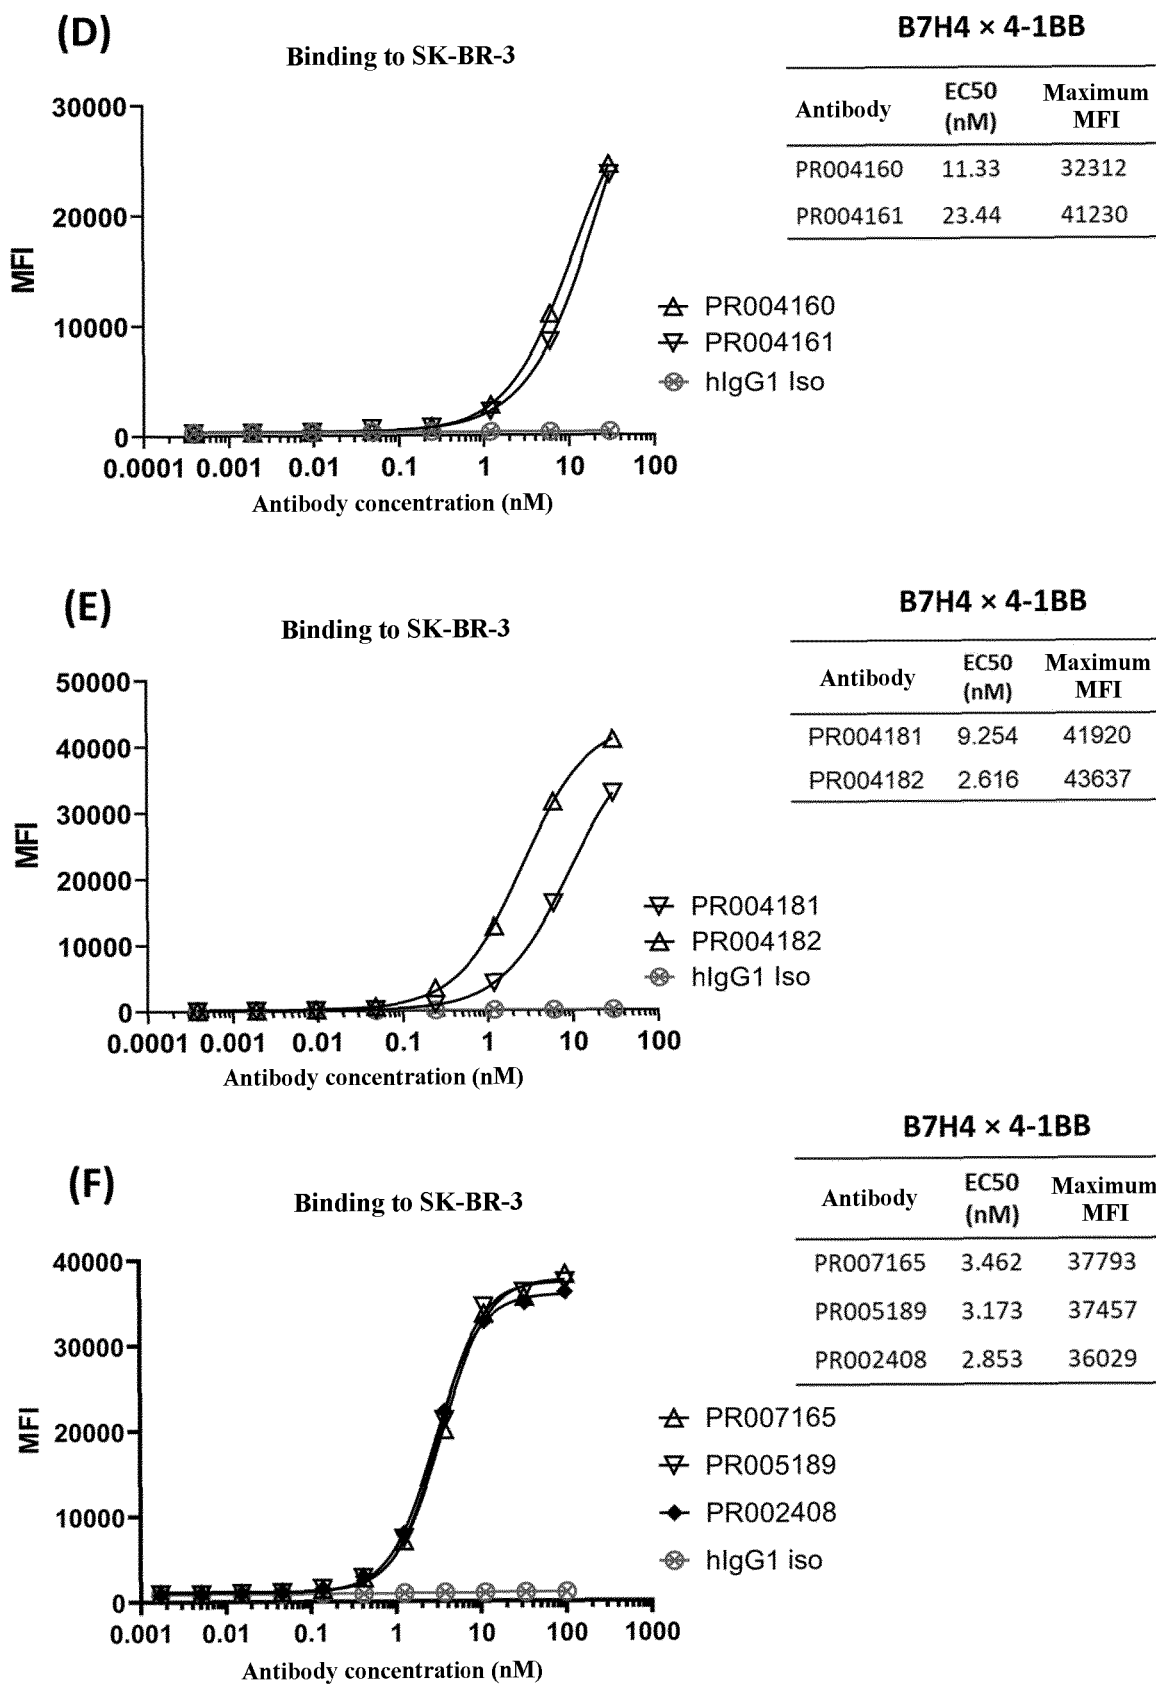 (D)
Binding to SK-BR-3
B7H4 × 4-1BB
Antibody EC50 (nM) Maximum MFI
PR004160 11.33 32312
PR004161 23.44 41230
MFI
30000
20000
10000
0
0.0001 0.001 0.01 0.1 1 10 100
Antibody concentration (nM)
PR004160
PR004161
hIgG1 Iso
(E)
Binding to SK-BR-3
B7H4 × 4-1BB
Antibody EC50 (nM) Maximum MFI
PR004181 9.254 41920
PR004182 2.616 43637
MFI
50000
40000
30000
20000
10000
0
0.0001 0.001 0.01 0.1 1 10 100
Antibody concentration (nM)
PR004181
PR004182
hIgG1 Iso
(F)
Binding to SK-BR-3
B7H4 × 4-1BB
Antibody EC50 (nM) Maximum MFI
PR007165 3.462 37793
PR005189 3.173 37457
PR002408 2.853 36029
MFI
40000
30000
20000
10000
0
0.001 0.01 0.1 1 10 100 1000
Antibody concentration (nM)
PR007165
PR005189
PR002408
hIgG1 iso